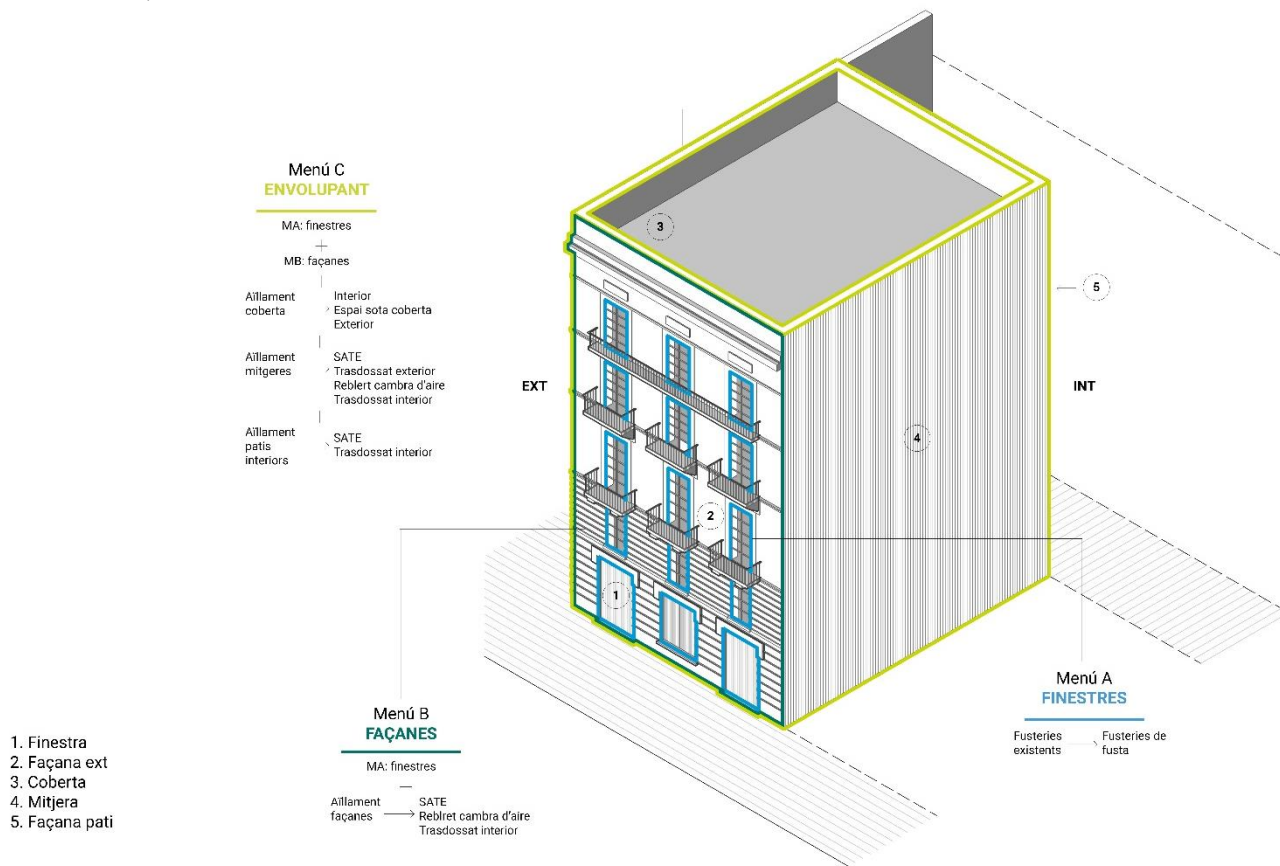 Menú C
ENVOLUPANT
MA: finestres
+
MB: façanes
Aïllament
coberta
Interior
Espai sota coberta
Exterior
Aïllament
mitgeres
SATE
Trasdossat exterior
Reblert cambra d'aire
Trasdossat interior
Aïllament
patis
interiors
SATE
Trasdossat interior
EXT
INT
3
5
4
2
1
Menú B
FAÇANES
MA: finestres
Aïllament
façanes
SATE
Reblret cambra d'aire
Trasdossat interior
Menú A
FINESTRES
Fusteries
existents
Fusteries de
fusta
1. Finestra
2. Façana ext
3. Coberta
4. Mitjera
5. Façana pati